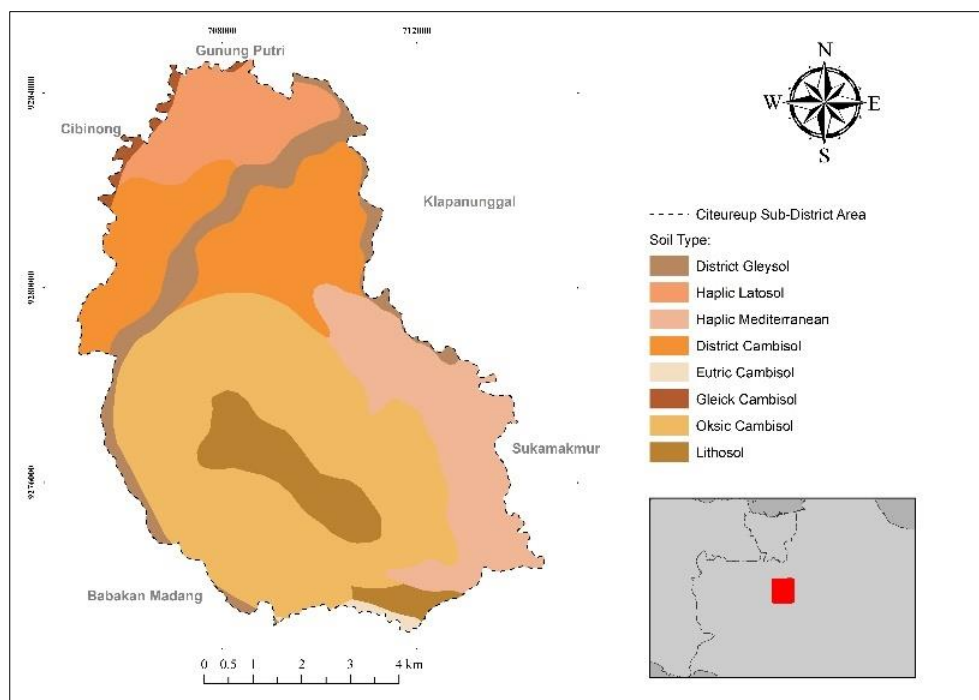 708000
712000
Gunung Putri
9284000
Cibinong
Klapanunggal
9280000
Sukamakmur
9276000
Babakan Madang
0 0.5 1 2 3 4 km
N
W E
S
Citeureup Sub-District Area
Soil Type:
District Gleysol
Haplic Latosol
Haplic Mediterranean
District Cambisol
Eutric Cambisol
Gleick Cambisol
Oksic Cambisol
Lithosol